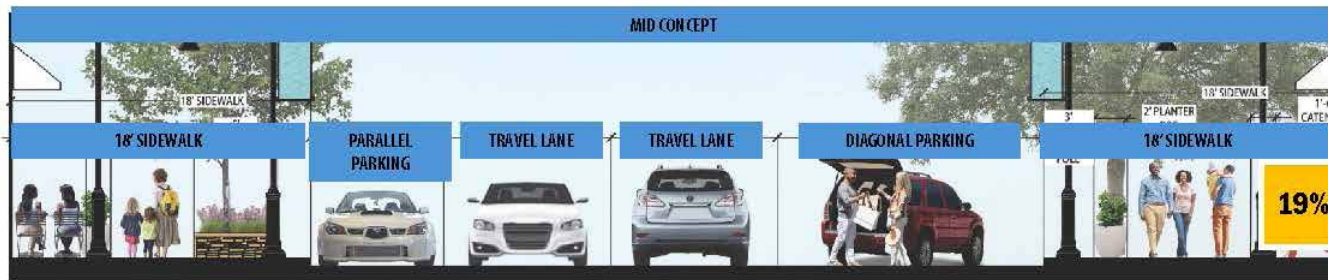 MID CONCEPT
18' SIDEWALK
18' SIDEWALK
3'
2' PLANTER
1'-
18' SIDEWALK
PARALLEL
PARKING
TRAVEL LANE
TRAVEL LANE
DIAGONAL PARKING
18' SIDEWALK
19%